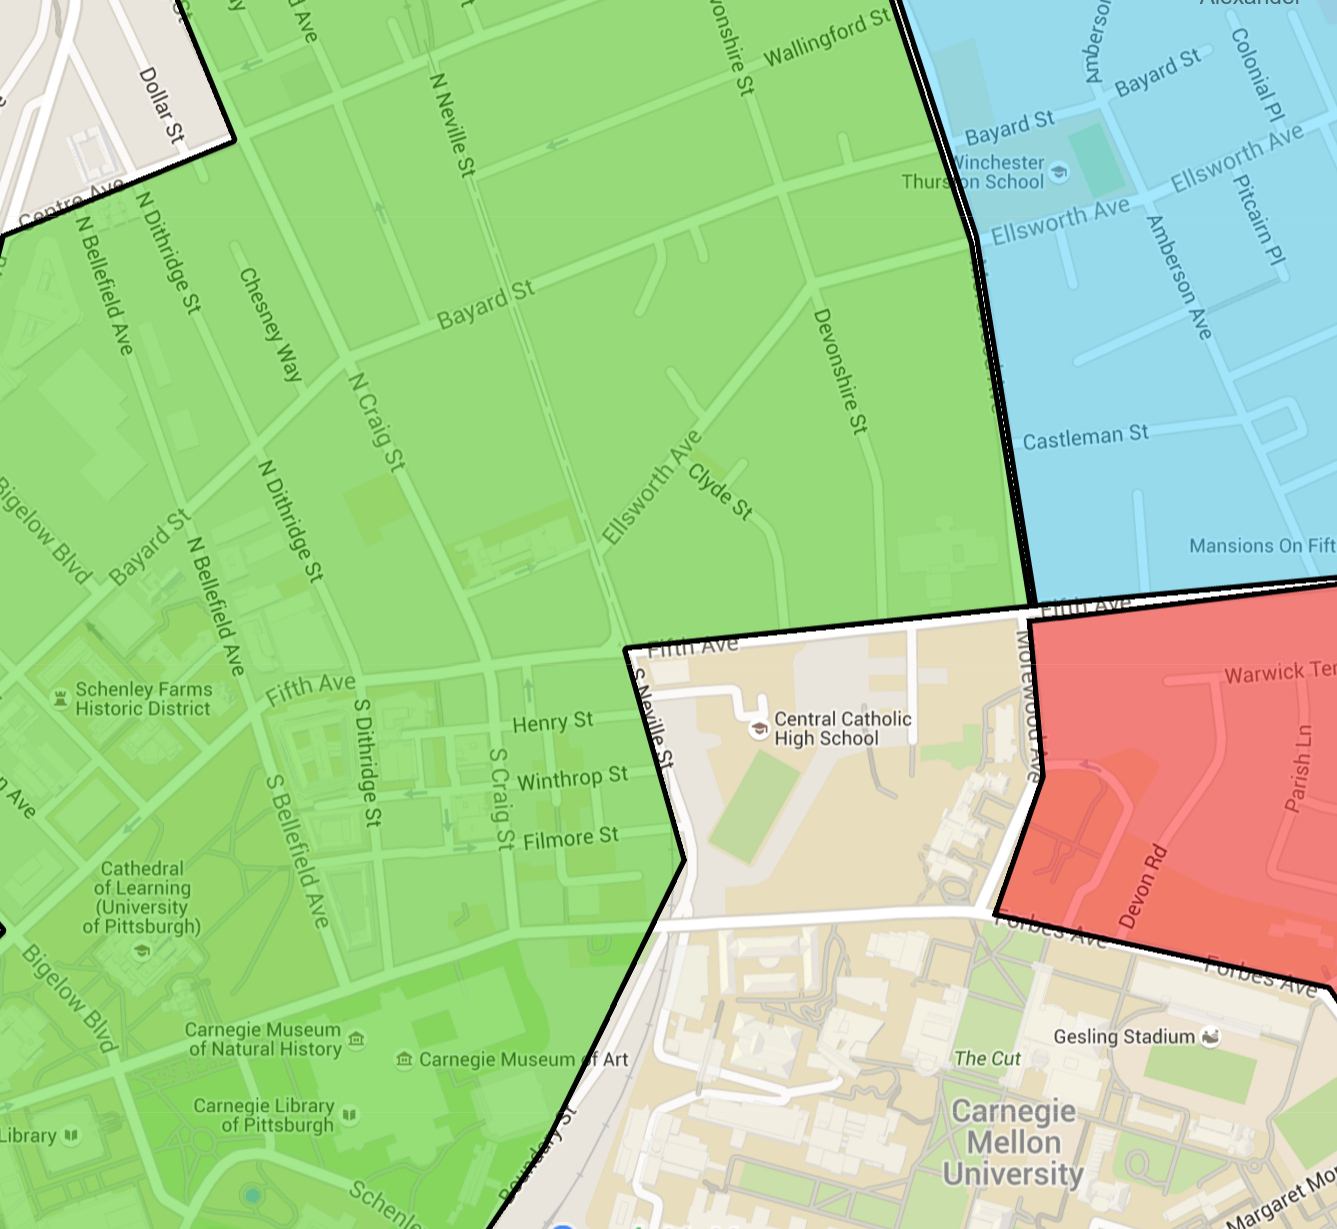 Wallingford St
Dollar St
N Neville St
Bayard St
Colonial Pl
Bayard St
Winchester
Thurston School
Ellsworth Ave
Centre Ave
N Dithridge St
N Bellefield Ave
Ellsworth Ave
Pitcairn Pl
Amberson Ave
Chesney Way
Bayard St
Devonshire St
N Craig St
Castleman St
Ellsworth Ave
Clyde St
N Dithridge St
Bigelow Blvd
Bayard St
N Bellefield Ave
Mansions On Fift
Fifth Ave
Fifth Ave
Morewood Ave
Warwick Ter
Schenley Farms
Historic District
Fifth Ave
S Neville St
Henry St
Central Catholic
High School
S Dithridge St
S Craig St
Winthrop St
S Bellefield Ave
Filmore St
Parish Ln
n Ave
Cathedral
of Learning
(University
of Pittsburgh)
Devon Rd
Forbes Ave
Forbes Ave
Bigelow Blvd
Carnegie Museum
of Natural History
Carnegie Museum of Art
Gesling Stadium
The Cut
Carnegie Library
of Pittsburgh
Library
Carnegie
Mellon
University
Boundary St
Schenle
Margaret Mor